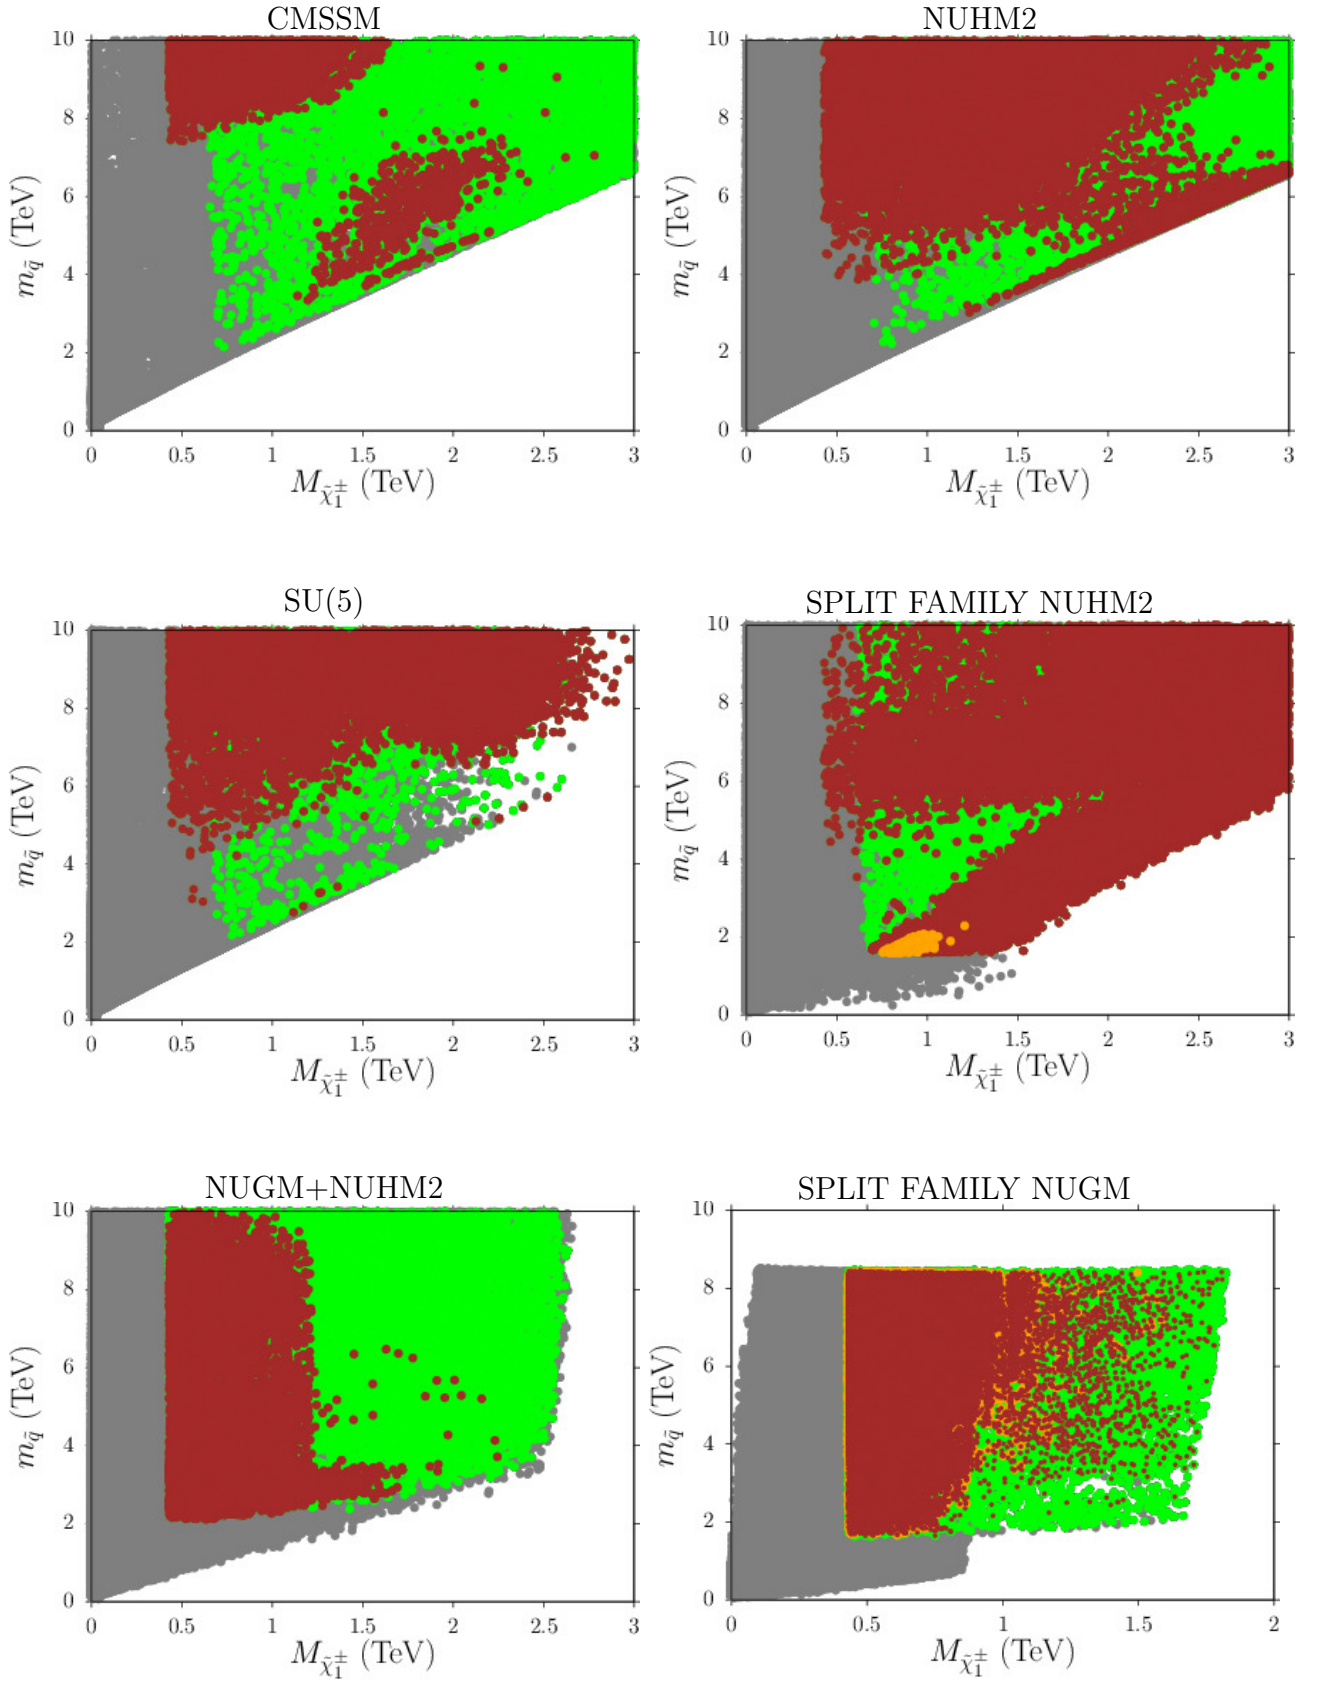 CMSSM
10
8
6
4
2
0
m_q̃ (TeV)
0 0.5 1 1.5 2 2.5 3
M_χ̃₁± (TeV)
NUHM2
10
8
6
4
2
0
m_q̃ (TeV)
0 0.5 1 1.5 2 2.5 3
M_χ̃₁± (TeV)
SU(5)
10
8
6
4
2
0
m_q̃ (TeV)
0 0.5 1 1.5 2 2.5 3
M_χ̃₁± (TeV)
SPLIT FAMILY NUHM2
10
8
6
4
2
0
m_q̃ (TeV)
0 0.5 1 1.5 2 2.5 3
M_χ̃₁± (TeV)
NUGM+NUHM2
10
8
6
4
2
0
m_q̃ (TeV)
0 0.5 1 1.5 2 2.5 3
M_χ̃₁± (TeV)
SPLIT FAMILY NUGM
10
8
6
4
2
0
m_q̃ (TeV)
0 0.5 1 1.5 2
M_χ̃₁± (TeV)